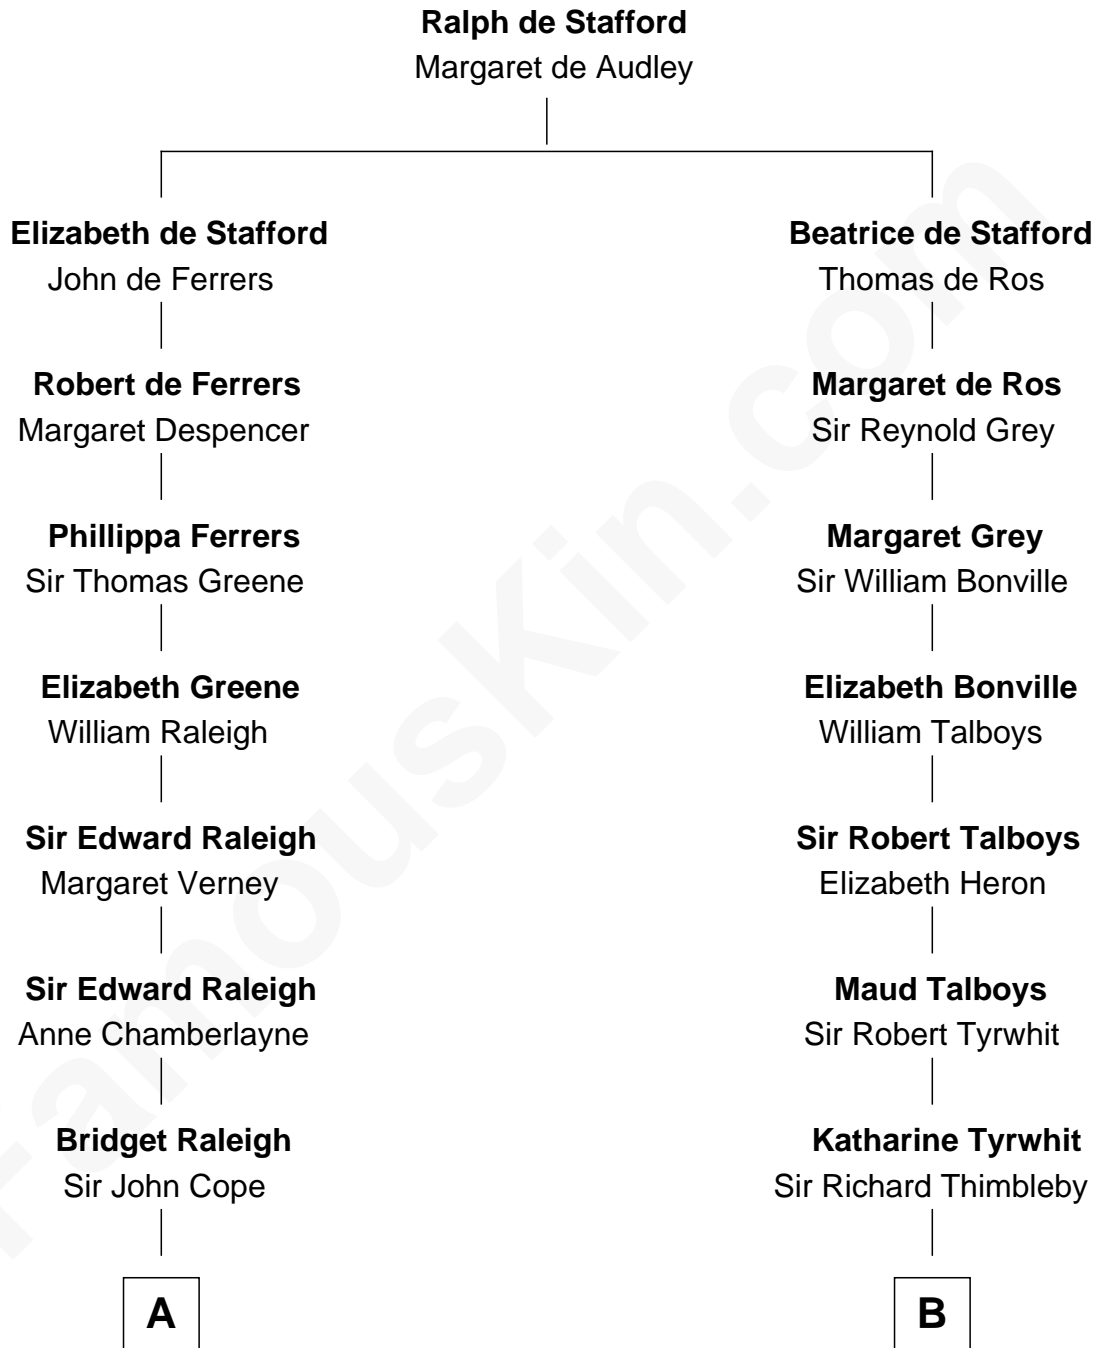 Ralph de Stafford
Margaret de Audley
Elizabeth de Stafford
John de Ferrers
Beatrice de Stafford
Thomas de Ros
Robert de Ferrers
Margaret Despencer
Margaret de Ros
Sir Reynold Grey
Phillippa Ferrers
Sir Thomas Greene
Margaret Grey
Sir William Bonville
Elizabeth Greene
William Raleigh
Elizabeth Bonville
William Talboys
Sir Edward Raleigh
Margaret Verney
Sir Robert Talboys
Elizabeth Heron
Sir Edward Raleigh
Anne Chamberlayne
Maud Talboys
Sir Robert Tyrwhit
Bridget Raleigh
Sir John Cope
Katharine Tyrwhit
Sir Richard Thimbleby
A
B
FamousKin.com